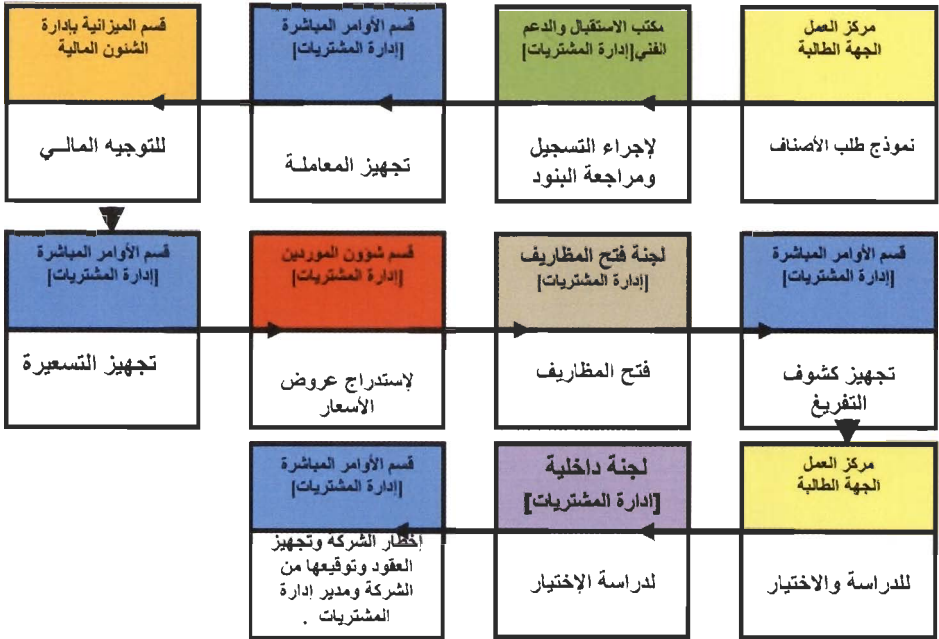 مركز العمل
الجهة الطالبة
نموذج طلب الأصناف
مكتب الاستقبال والدعم
الفني[إدارة المشتريات]
لإجراء التسجيل
ومراجعة البنود
قسم الأوامر المباشرة
[إدارة المشتريات]
تجهيز المعاملـة
قسم الميزانية بإدارة
الشئون المالية
للتوجيه المالــي
قسم الأوامر المباشرة
[إدارة المشتريات]
تجهيز التسعيرة
قسم شؤون الموردين
[إدارة المشتريات]
لإستدراج عروض
الأسعار
لجنة فتح المظاريف
[إدارة المشتريات]
فتح المظاريف
قسم الأوامر المباشرة
[إدارة المشتريات]
تجهيز كشوف
التفريغ
مركز العمل
الجهة الطالبة
للدراسة والاختيار
لجنة داخلية
[إدارة المشتريات]
لدراسة الإختيار
قسم الأوامر المباشرة
[إدارة المشتريات]
إخطار الشركة وتجهيز
العقود وتوقيعها من
الشركة ومدير إدارة
المشتريات .